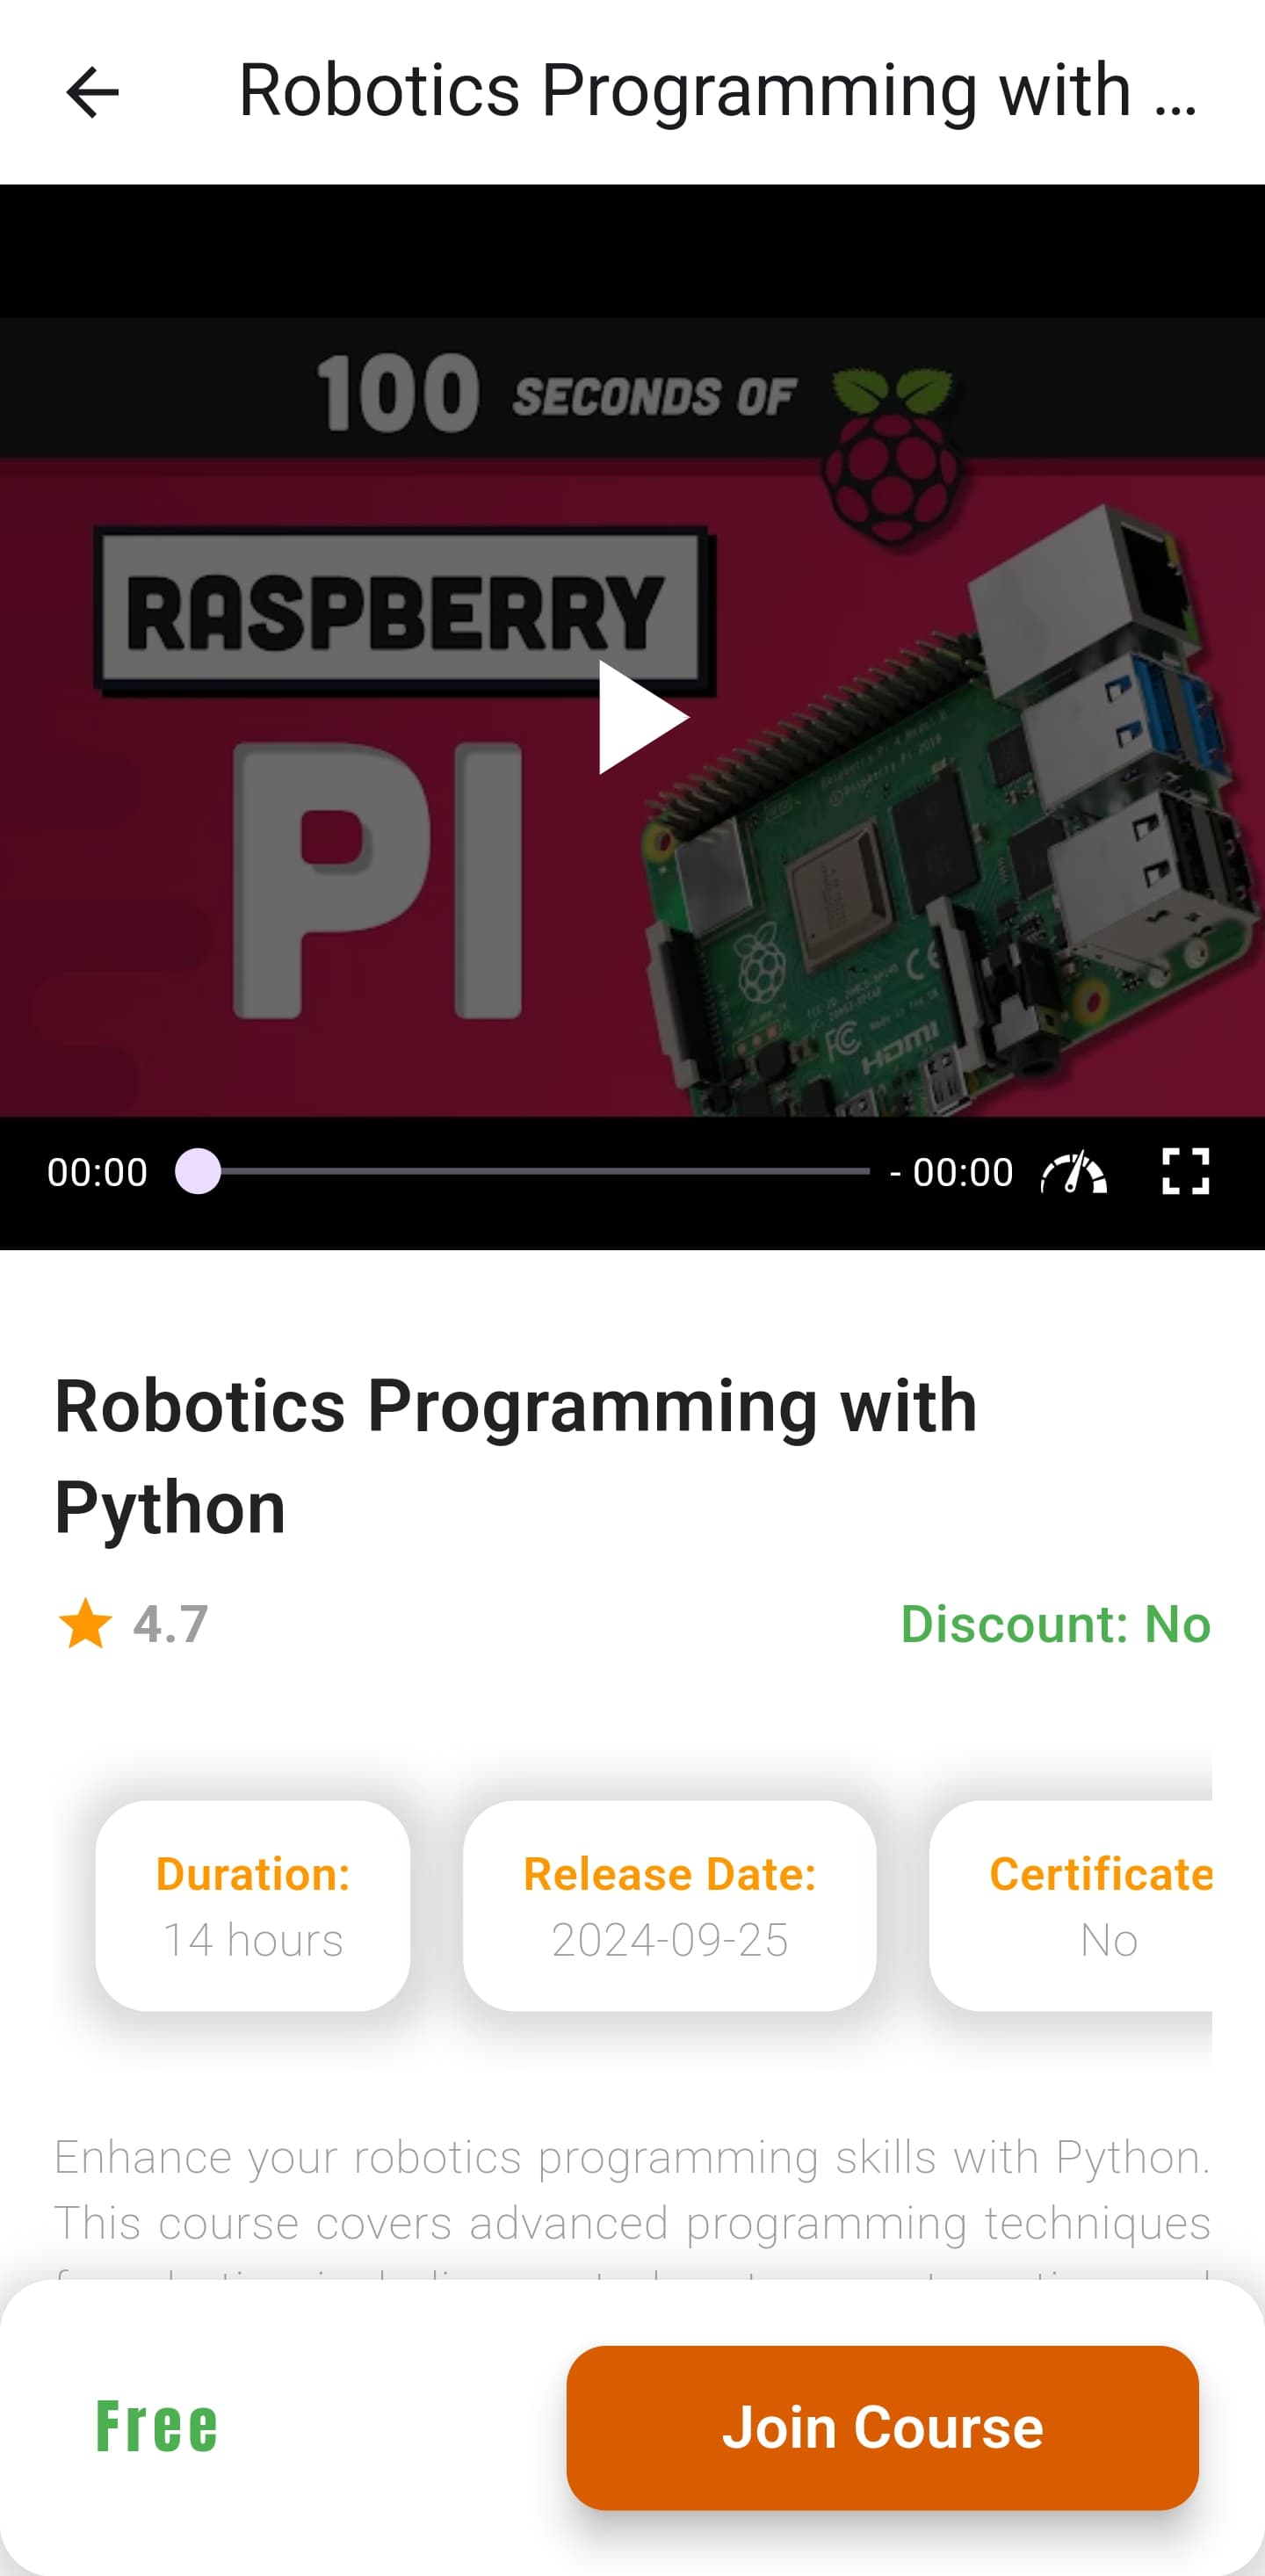 Robotics Programming with ...
100 SECONDS OF
RASPBERRY
PI
HDMI
00:00
- 00:00
Robotics Programming with
Python
4.7
Discount: No
Duration:
14 hours
Release Date:
2024-09-25
Certificate
No
Enhance your robotics programming skills with Python.
This course covers advanced programming techniques
Free
Join Course